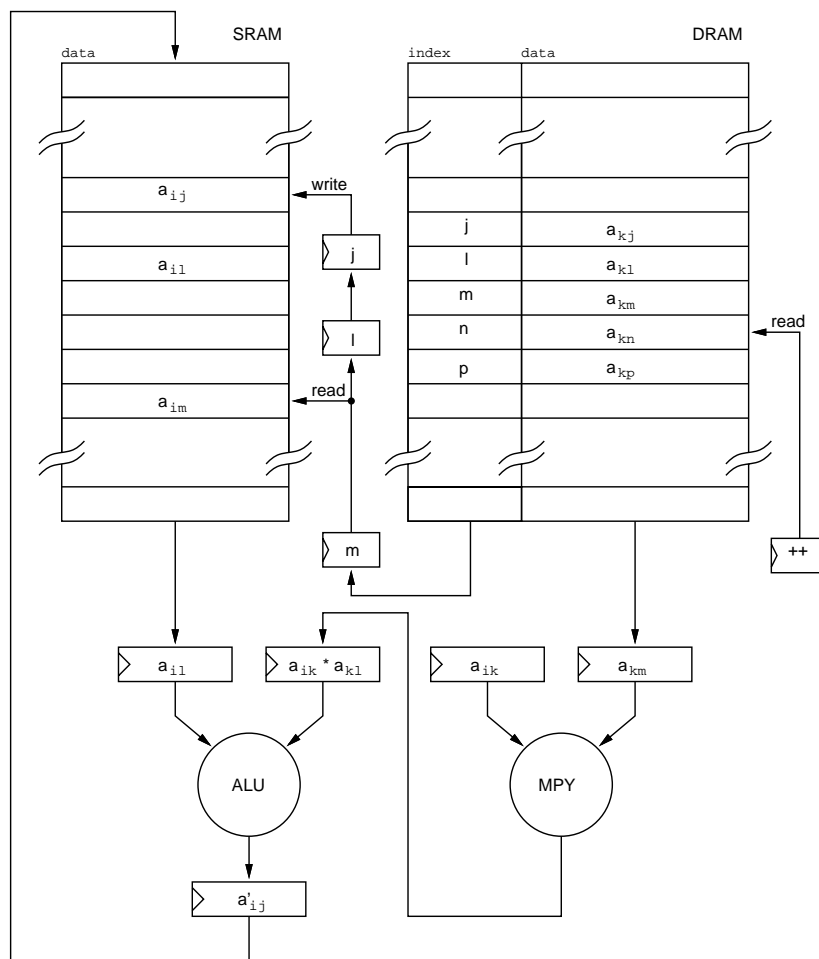 SRAM DRAM
data index data
a_ij write
j a_kj
j
a_il l a_kl
m a_km
l n a_kn read
p a_kp
a_im read
m ++
a_il a_ik * a_kl a_ik a_km
ALU MPY
a'_ij